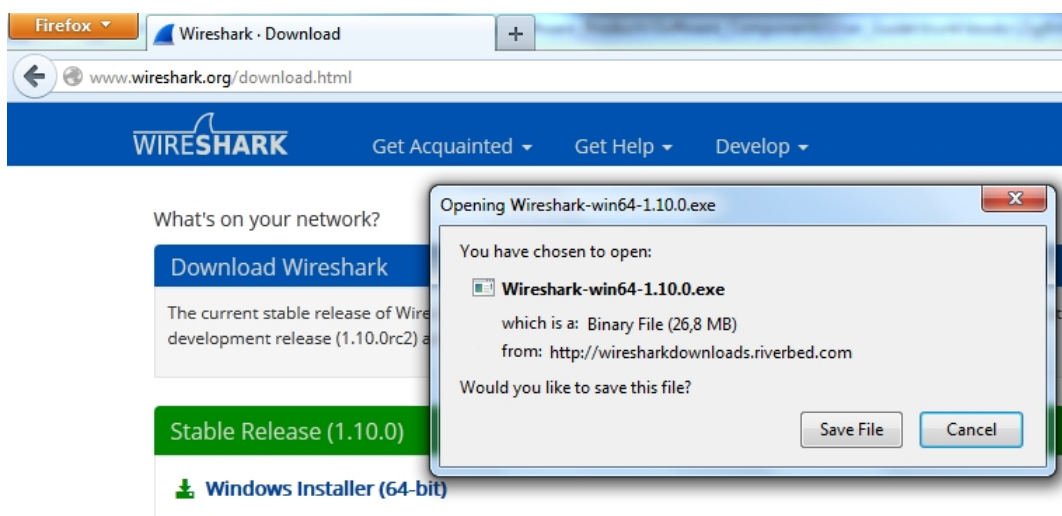 Firefox
Wireshark · Download
+
www.wireshark.org/download.html
WIRESHARK
Get Acquainted
Get Help
Develop
What's on your network?
Download Wireshark
The current stable release of Wire
development release (1.10.0rc2) a
Opening Wireshark-win64-1.10.0.exe
X
You have chosen to open:
Wireshark-win64-1.10.0.exe
which is a: Binary File (26,8 MB)
from: http://wiresharkdownloads.riverbed.com
Would you like to save this file?
Save File
Cancel
Stable Release (1.10.0)
Windows Installer (64-bit)